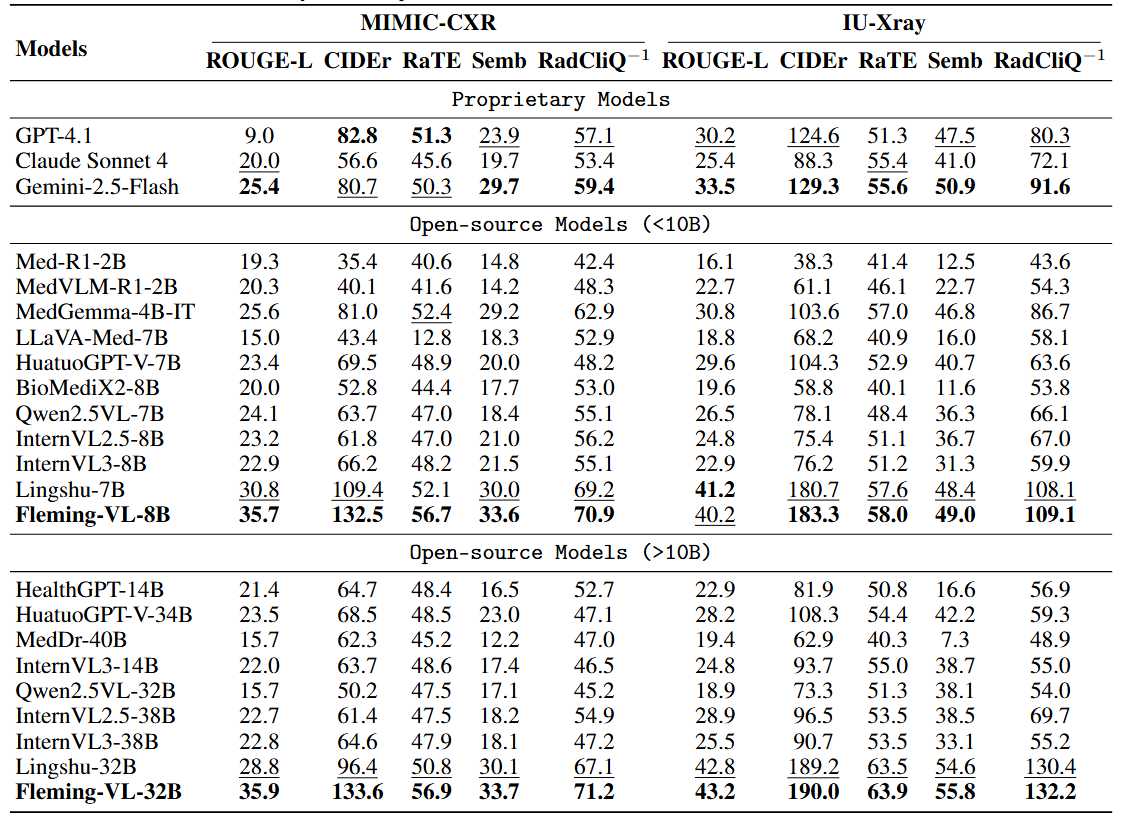 MIMIC-CXR IU-Xray
Models
ROUGE-L CIDEr RaTE Semb RadCliQ⁻¹ ROUGE-L CIDEr RaTE Semb RadCliQ⁻¹
Proprietary Models
GPT-4.1 9.0 82.8 51.3 23.9 57.1 30.2 124.6 51.3 47.5 80.3
Claude Sonnet 4 20.0 56.6 45.6 19.7 53.4 25.4 88.3 55.4 41.0 72.1
Gemini-2.5-Flash 25.4 80.7 50.3 29.7 59.4 33.5 129.3 55.6 50.9 91.6
Open-source Models (<10B)
Med-R1-2B 19.3 35.4 40.6 14.8 42.4 16.1 38.3 41.4 12.5 43.6
MedVLM-R1-2B 20.3 40.1 41.6 14.2 48.3 22.7 61.1 46.1 22.7 54.3
MedGemma-4B-IT 25.6 81.0 52.4 29.2 62.9 30.8 103.6 57.0 46.8 86.7
LLaVA-Med-7B 15.0 43.4 12.8 18.3 52.9 18.8 68.2 40.9 16.0 58.1
HuatuoGPT-V-7B 23.4 69.5 48.9 20.0 48.2 29.6 104.3 52.9 40.7 63.6
BioMediX2-8B 20.0 52.8 44.4 17.7 53.0 19.6 58.8 40.1 11.6 53.8
Qwen2.5VL-7B 24.1 63.7 47.0 18.4 55.1 26.5 78.1 48.4 36.3 66.1
InternVL2.5-8B 23.2 61.8 47.0 21.0 56.2 24.8 75.4 51.1 36.7 67.0
InternVL3-8B 22.9 66.2 48.2 21.5 55.1 22.9 76.2 51.2 31.3 59.9
Lingshu-7B 30.8 109.4 52.1 30.0 69.2 41.2 180.7 57.6 48.4 108.1
Fleming-VL-8B 35.7 132.5 56.7 33.6 70.9 40.2 183.3 58.0 49.0 109.1
Open-source Models (>10B)
HealthGPT-14B 21.4 64.7 48.4 16.5 52.7 22.9 81.9 50.8 16.6 56.9
HuatuoGPT-V-34B 23.5 68.5 48.5 23.0 47.1 28.2 108.3 54.4 42.2 59.3
MedDr-40B 15.7 62.3 45.2 12.2 47.0 19.4 62.9 40.3 7.3 48.9
InternVL3-14B 22.0 63.7 48.6 17.4 46.5 24.8 93.7 55.0 38.7 55.0
Qwen2.5VL-32B 15.7 50.2 47.5 17.1 45.2 18.9 73.3 51.3 38.1 54.0
InternVL2.5-38B 22.7 61.4 47.5 18.2 54.9 28.9 96.5 53.5 38.5 69.7
InternVL3-38B 22.8 64.6 47.9 18.1 47.2 25.5 90.7 53.5 33.1 55.2
Lingshu-32B 28.8 96.4 50.8 30.1 67.1 42.8 189.2 63.5 54.6 130.4
Fleming-VL-32B 35.9 133.6 56.9 33.7 71.2 43.2 190.0 63.9 55.8 132.2